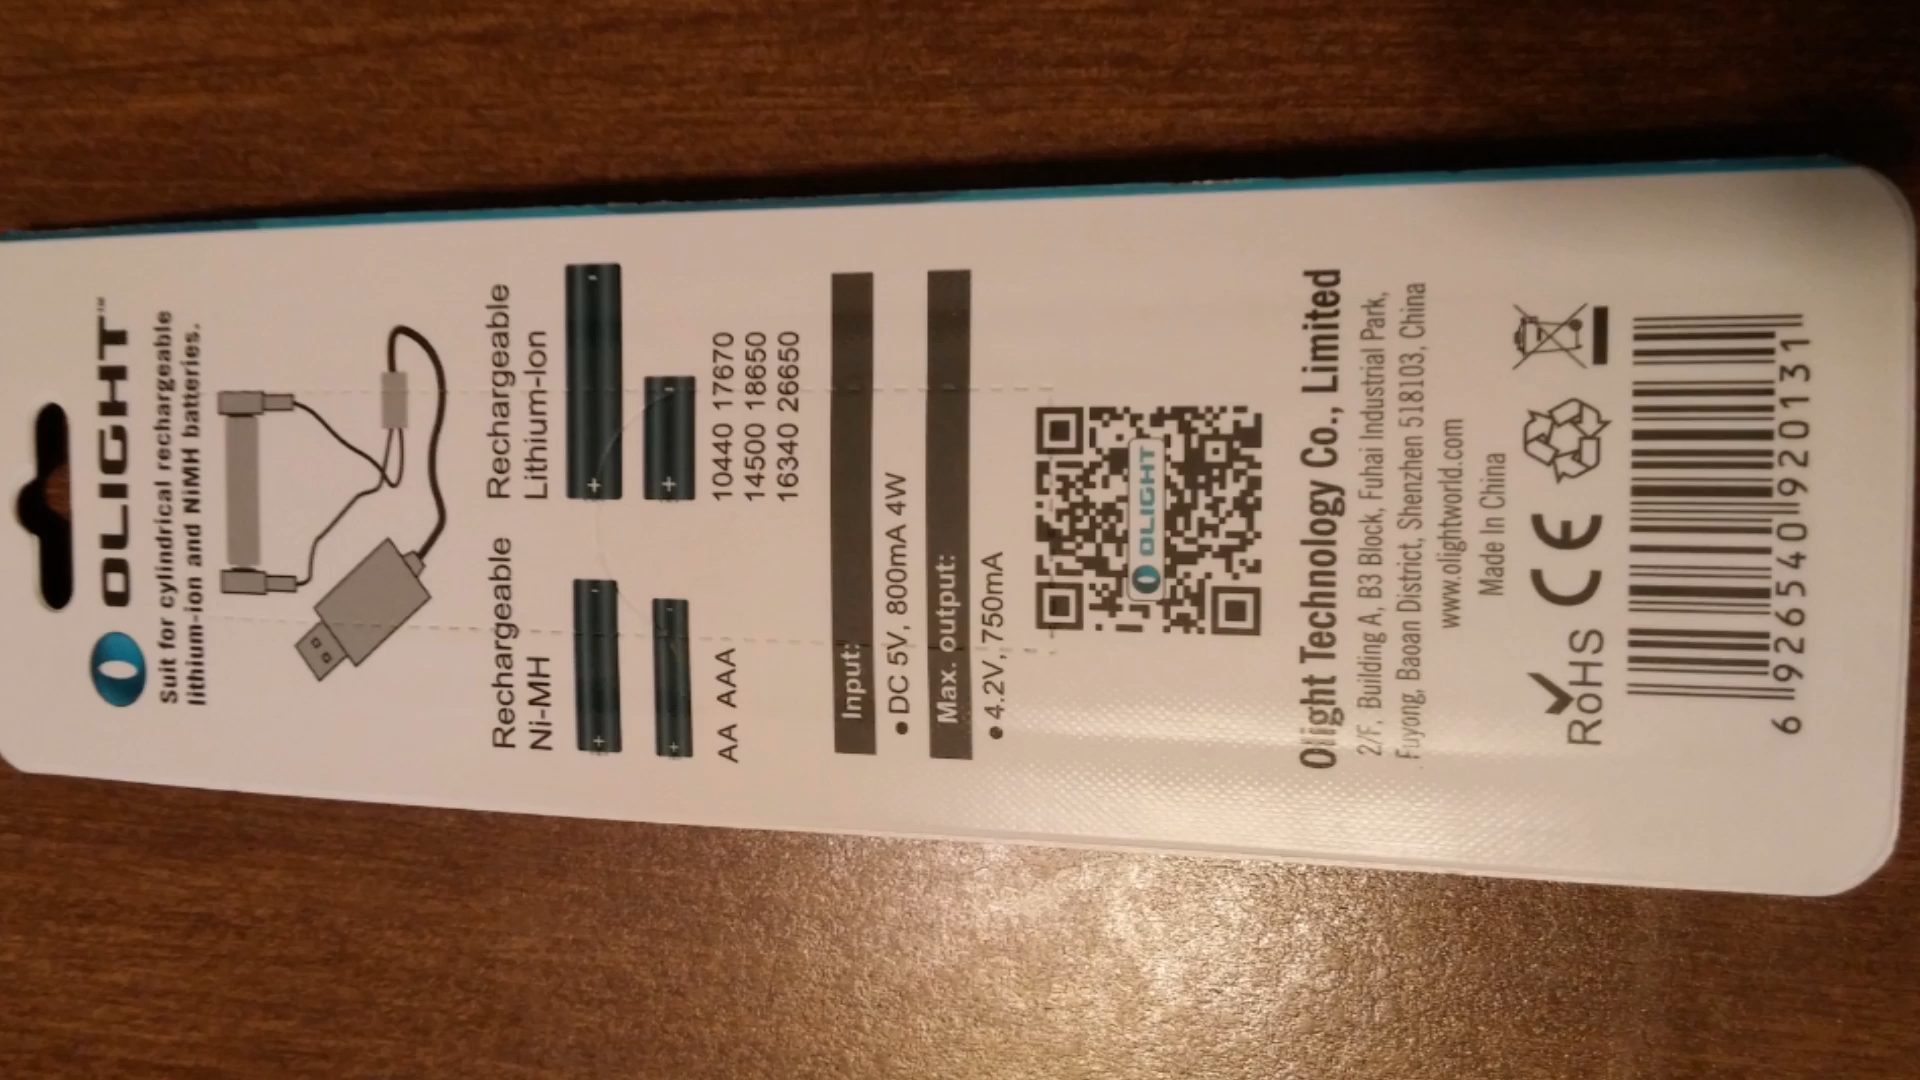 OLIGHT™
Suit for cylindrical rechargeable
lithium-ion and NiMH batteries.
Rechargeable
Ni-MH
AA AAA
Rechargeable
Lithium-Ion
10440 17670
14500 18650
16340 26650
Input:
• DC 5V, 800mA 4W
Max. output:
• 4.2V, 750mA
OLIGHT
Olight Technology Co., Limited
2/F, Building A, B3 Block, Fuhai Industrial Park,
Fuyong, Baoan District, Shenzhen 518103, China
www.olightworld.com
Made In China
RoHS CE
6 926540 920131